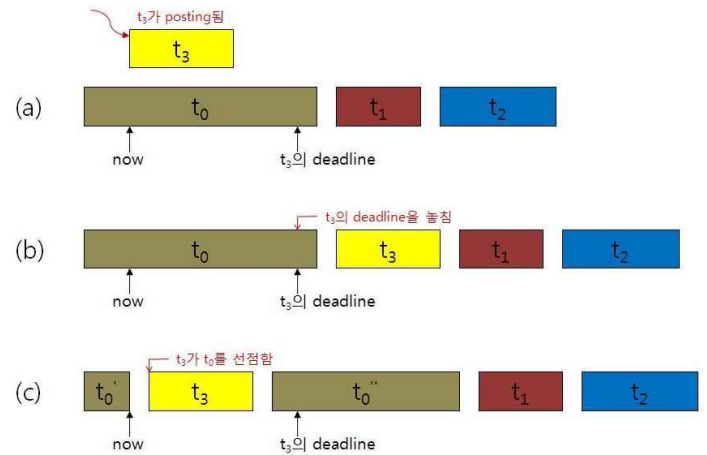 t₃가 posting됨
t₃
(a) t₀ t₁ t₂
now t₃의 deadline
t₃의 deadline을 놓침
(b) t₀ t₃ t₁ t₂
now t₃의 deadline
t₃가 t₀를 선점함
(c) t₀' t₃ t₀'' t₁ t₂
now t₃의 deadline